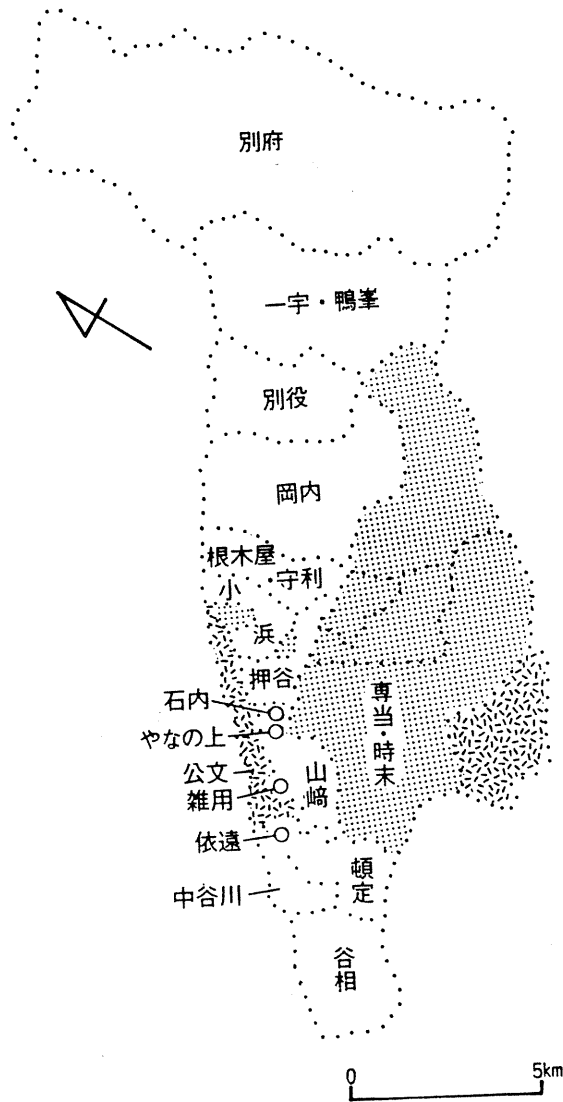 別府
一宇・鴨峯
別役
岡内
根木屋
守利
小浜
押谷
石内
やなの上
公文
雑用
依遠
中谷川
山﨑
専当・時末
頓定
谷相
0 5km